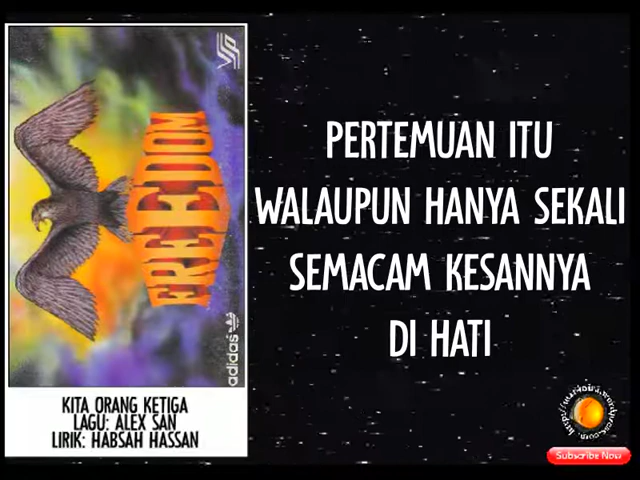 FREEDOM
adidas
KITA ORANG KETIGA
LAGU: ALEX SAN
LIRIK: HABSAH HASSAN
PERTEMUAN ITU
WALAUPUN HANYA SEKALI
SEMACAM KESANNYA
DI HATI
Subscribe Now